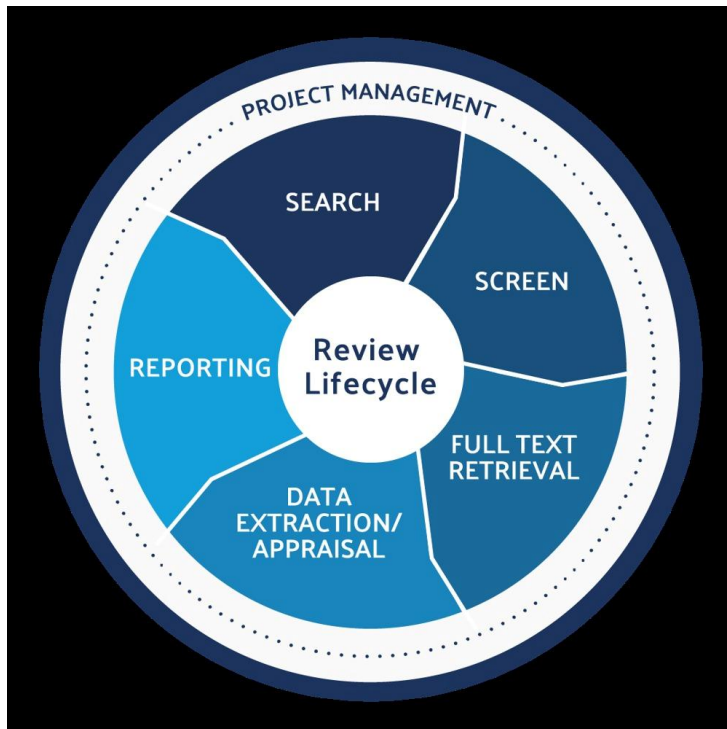 PROJECT MANAGEMENT
SEARCH
SCREEN
REPORTING
Review
Lifecycle
FULL TEXT
RETRIEVAL
DATA
EXTRACTION/
APPRAISAL